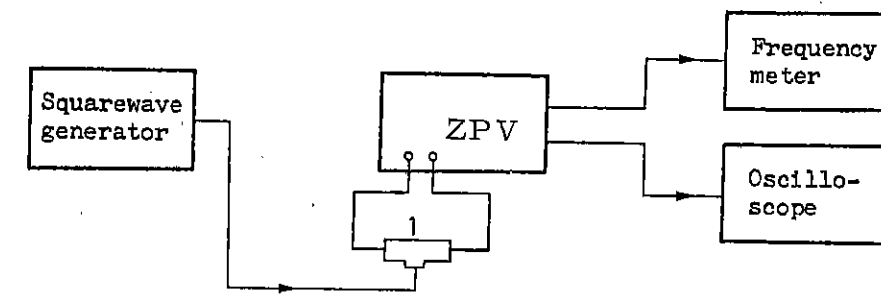 Squarewave
generator
ZPV
1
Frequency
meter
Oscillo-
scope